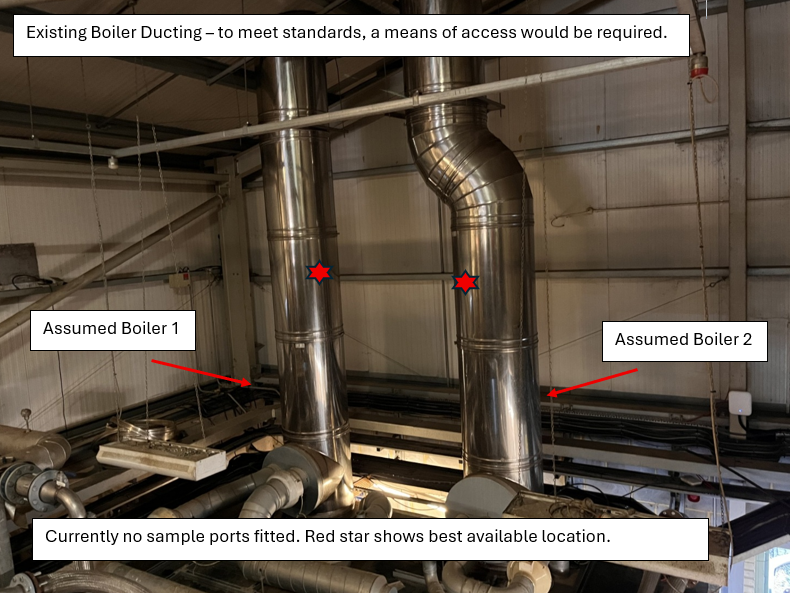 Existing Boiler Ducting – to meet standards, a means of access would be required.
Assumed Boiler 1
Assumed Boiler 2
Currently no sample ports fitted. Red star shows best available location.